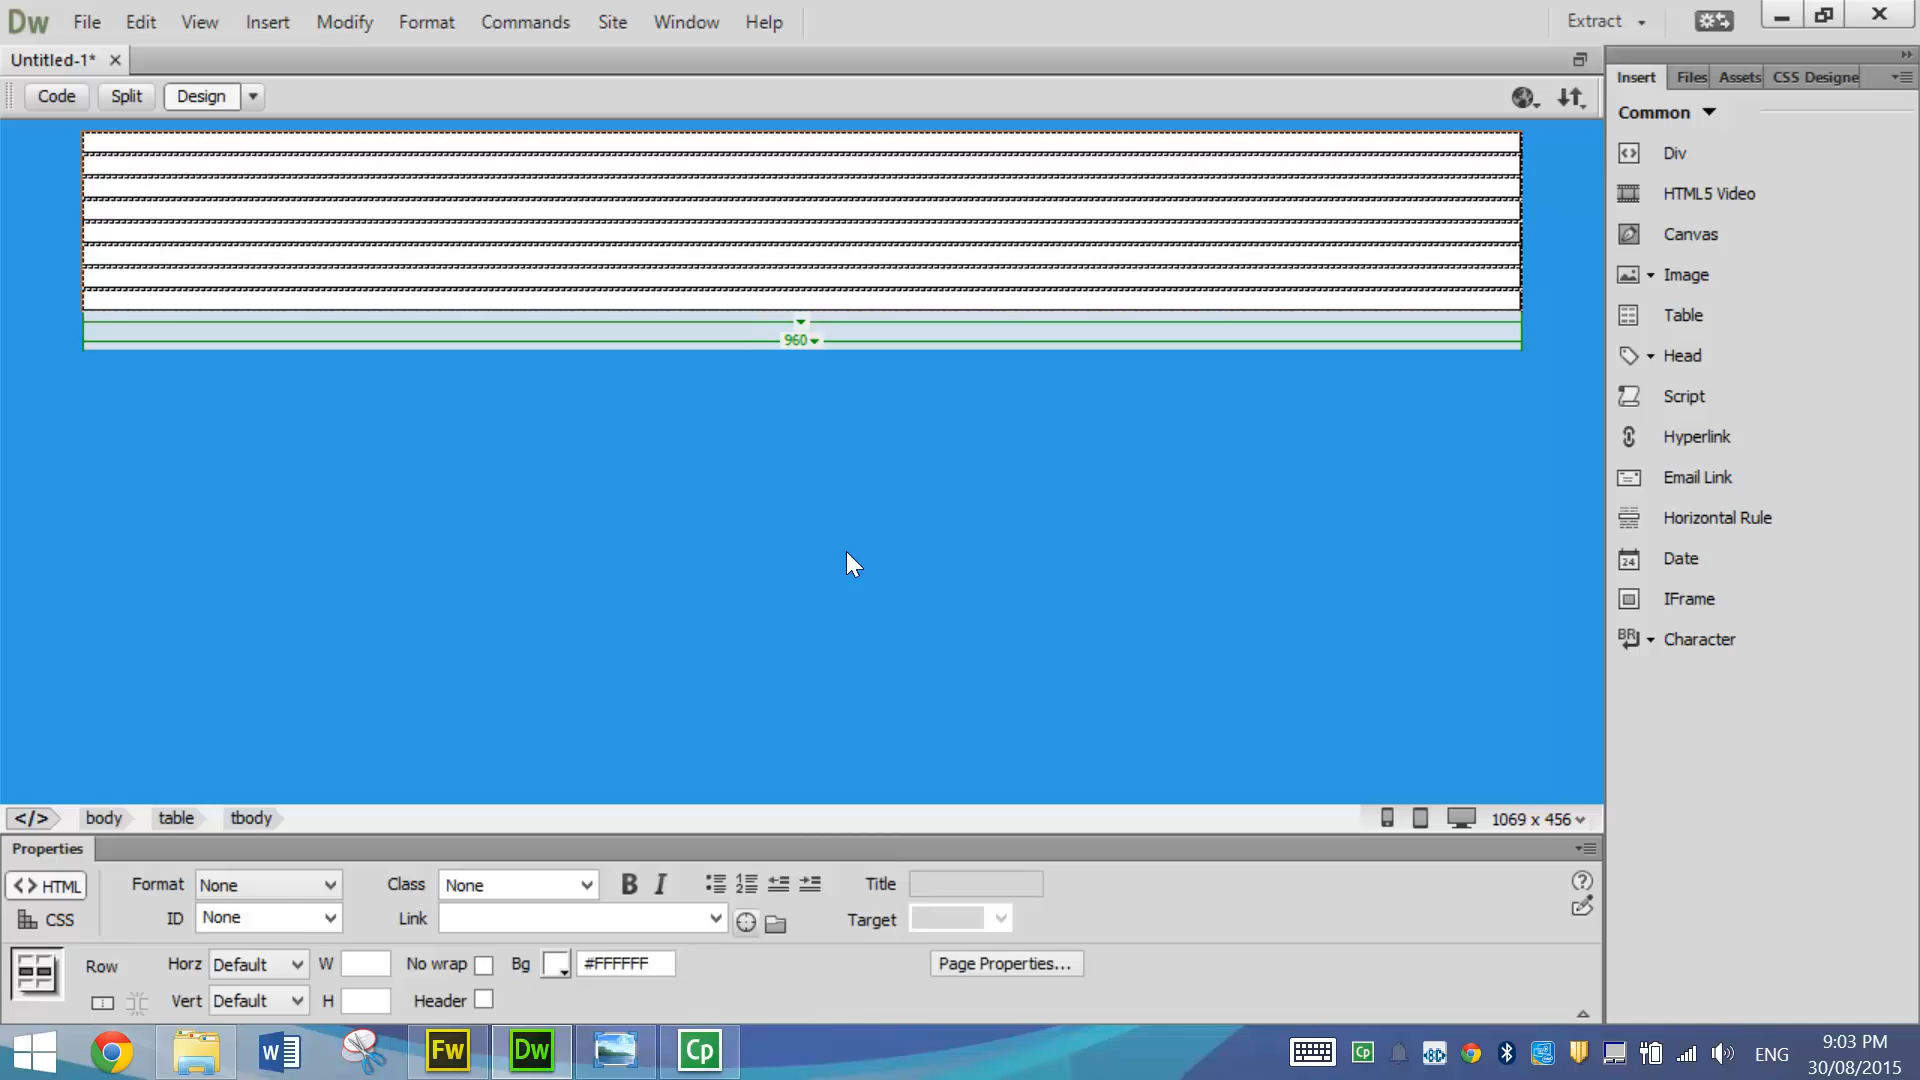 Dw File Edit View Insert Modify Format Commands Site Window Help Extract
Untitled-1*
Insert Files Assets CSS Designe
Code Split Design
Common
Div
HTML5 Video
Canvas
Image
Table
Head
Script
Hyperlink
Email Link
Horizontal Rule
24 Date
IFrame
BR Character
960
</> body table tbody 1069 x 456
Properties
<> HTML Format None Class None B I Title
CSS ID None Link Target
Row Horz Default W No wrap Bg #FFFFFF Page Properties...
Vert Default H Header
W Fw Dw Cp Cp ENG 9:03 PM
30/08/2015